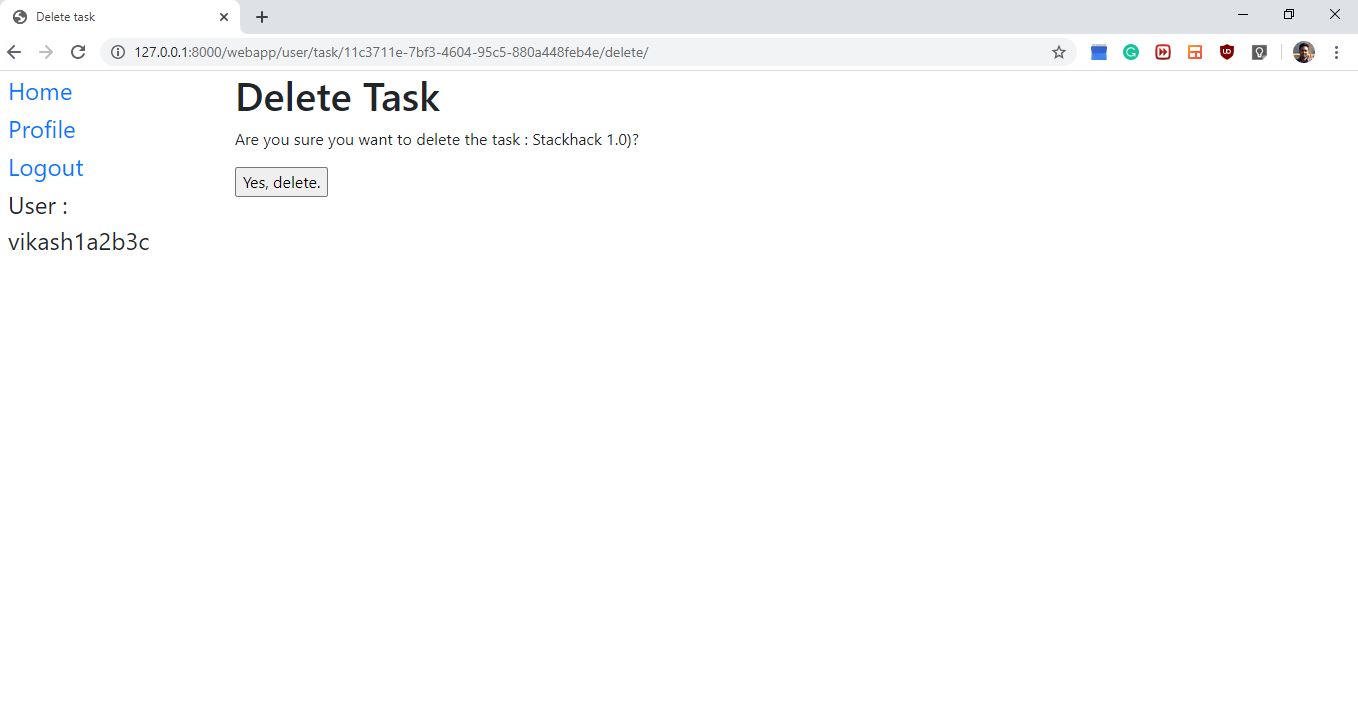 Delete task
127.0.0.1:8000/webapp/user/task/11c3711e-7bf3-4604-95c5-880a448feb4e/delete/
Home
Profile
Logout
User :
vikash1a2b3c
Delete Task
Are you sure you want to delete the task : Stackhack 1.0)?
Yes, delete.